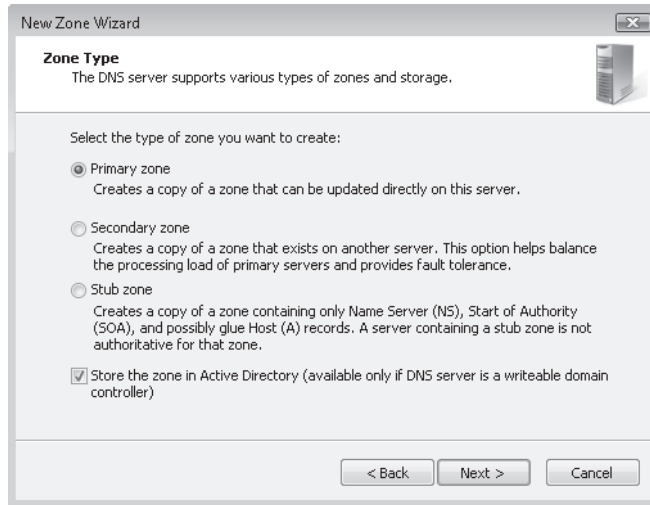 New Zone Wizard
Zone Type
The DNS server supports various types of zones and storage.
Select the type of zone you want to create:
Primary zone
Creates a copy of a zone that can be updated directly on this server.
Secondary zone
Creates a copy of a zone that exists on another server. This option helps balance
the processing load of primary servers and provides fault tolerance.
Stub zone
Creates a copy of a zone containing only Name Server (NS), Start of Authority
(SOA), and possibly glue Host (A) records. A server containing a stub zone is not
authoritative for that zone.
Store the zone in Active Directory (available only if DNS server is a writeable domain
controller)
< Back Next > Cancel